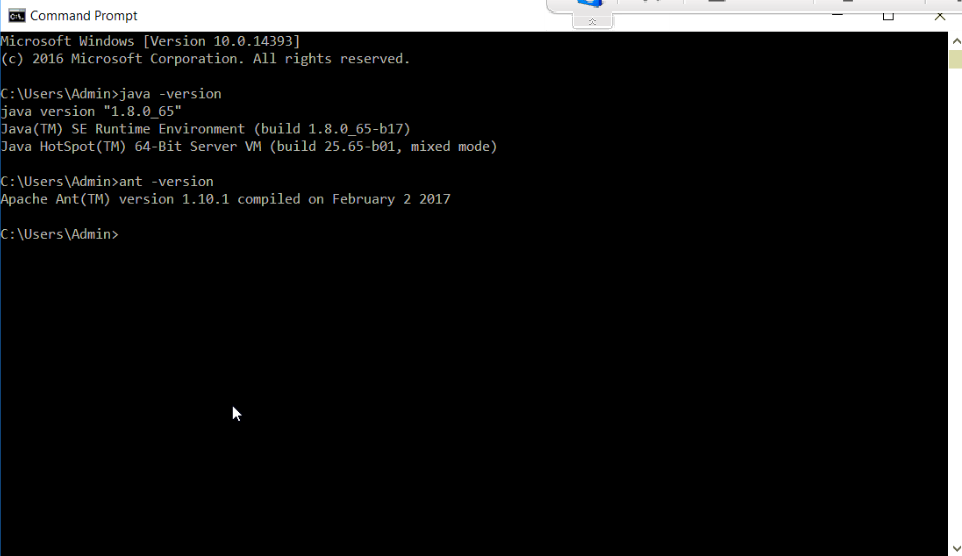 Command Prompt
Microsoft Windows [Version 10.0.14393]
(c) 2016 Microsoft Corporation. All rights reserved.
C:\Users\Admin>java -version
java version "1.8.0_65"
Java(TM) SE Runtime Environment (build 1.8.0_65-b17)
Java HotSpot(TM) 64-Bit Server VM (build 25.65-b01, mixed mode)
C:\Users\Admin>ant -version
Apache Ant(TM) version 1.10.1 compiled on February 2 2017
C:\Users\Admin>